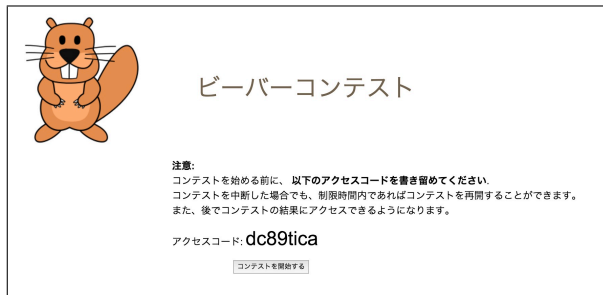 ビーバーコンテスト
注意:
コンテストを始める前に、 以下のアクセスコードを書き留めてください.
コンテストを中断した場合でも、制限時間内であればコンテストを再開することができます。
また、後でコンテストの結果にアクセスできるようになります。
アクセスコード: dc89tica
コンテストを開始する